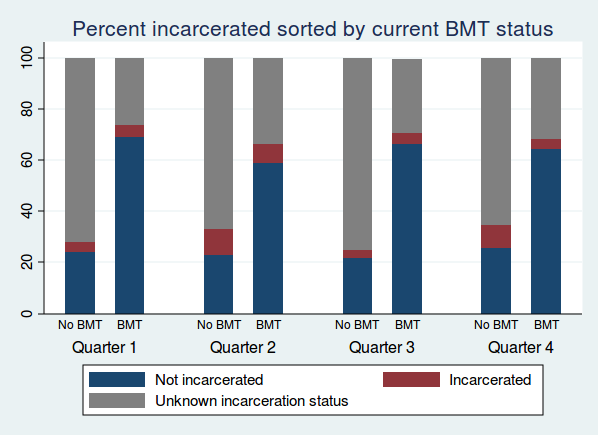 Percent incarcerated sorted by current BMT status
100
80
60
40
20
0
No BMT BMT No BMT BMT No BMT BMT No BMT BMT
Quarter 1 Quarter 2 Quarter 3 Quarter 4
Not incarcerated Incarcerated
Unknown incarceration status